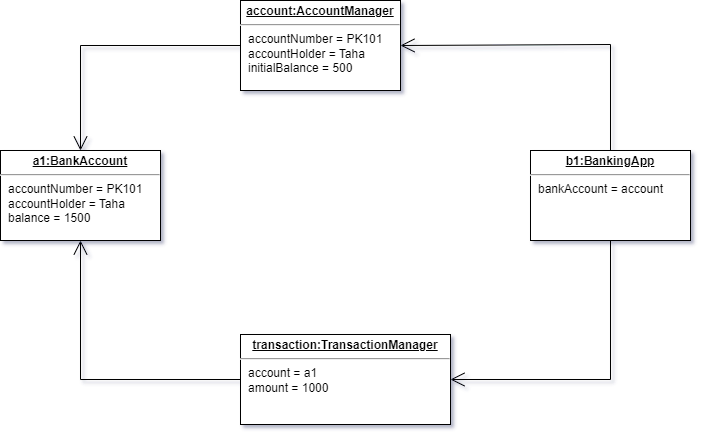 account:AccountManager
accountNumber = PK101
accountHolder = Taha
initialBalance = 500
a1:BankAccount
accountNumber = PK101
accountHolder = Taha
balance = 1500
b1:BankingApp
bankAccount = account
transaction:TransactionManager
account = a1
amount = 1000